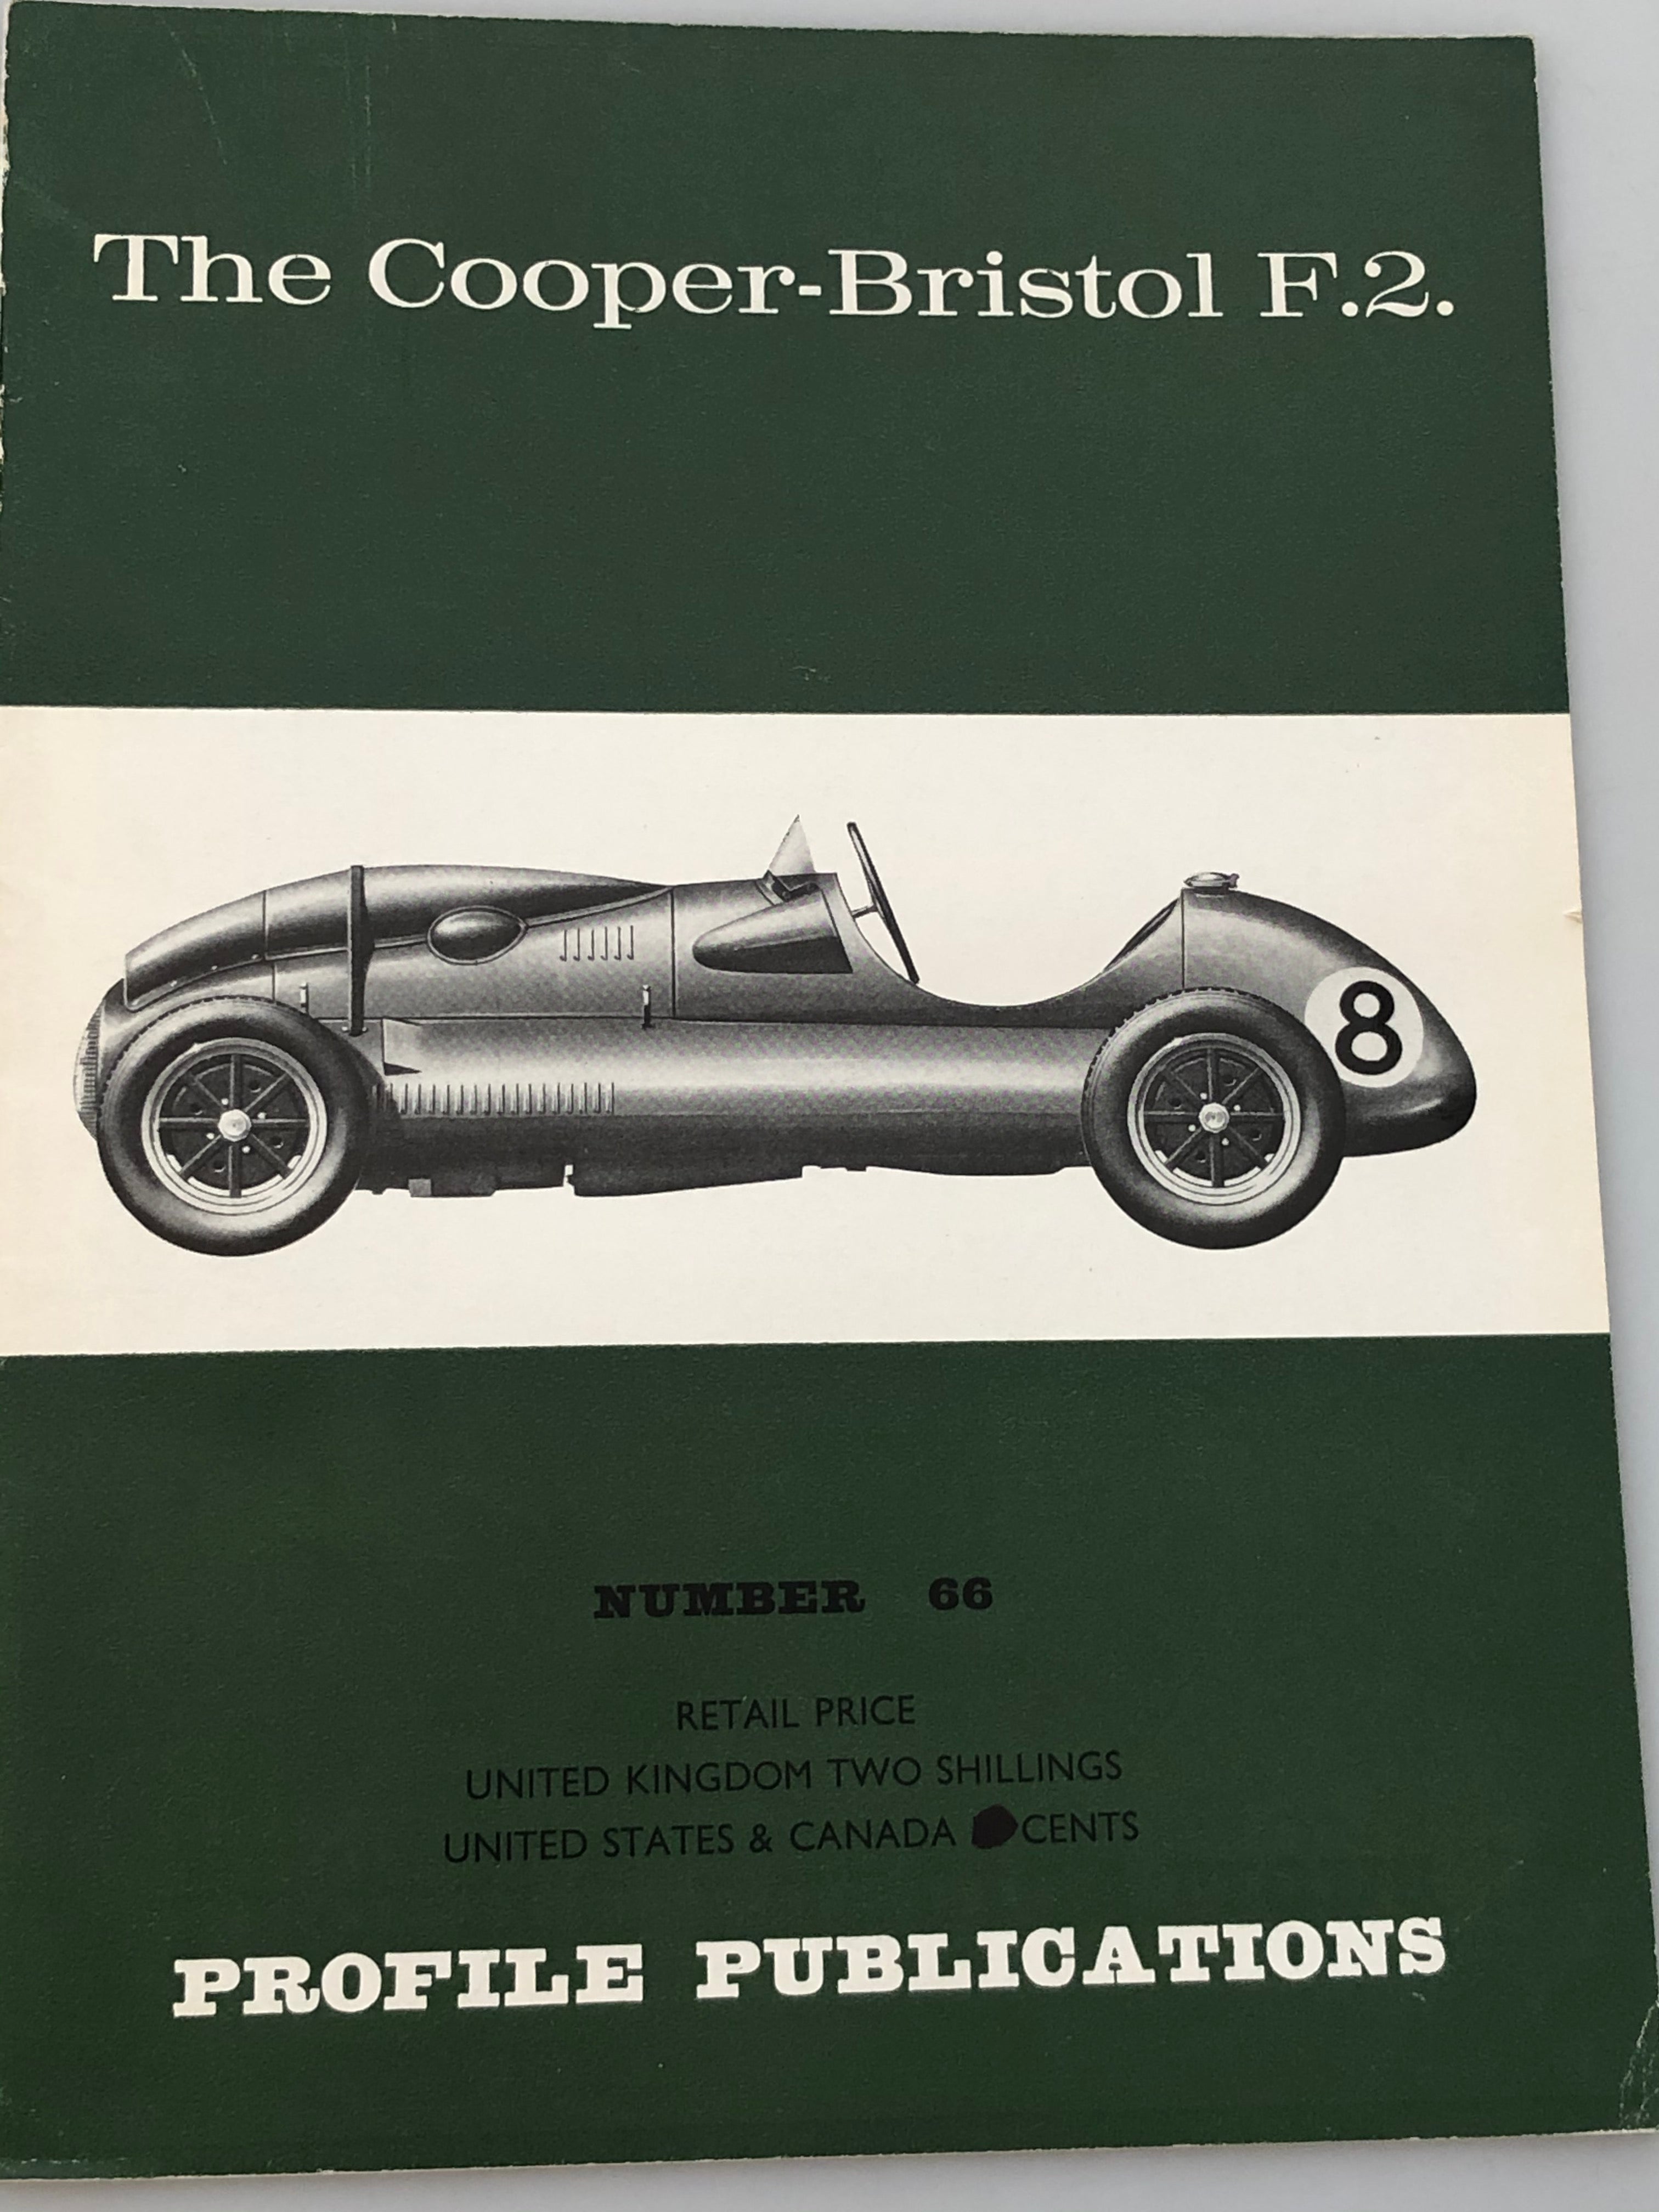 The Cooper-Bristol F.2.
8
NUMBER 66
RETAIL PRICE
UNITED KINGDOM TWO SHILLINGS
UNITED STATES & CANADA CENTS
PROFILE PUBLICATIONS